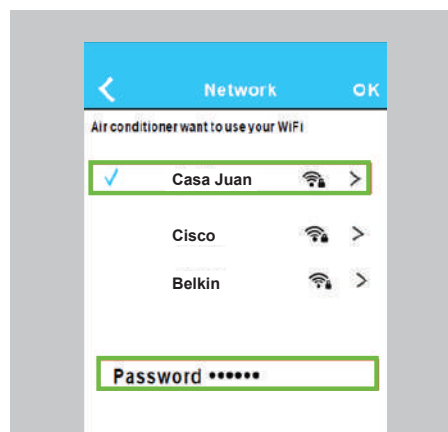 Network OK
Air conditioner want to use your WiFi
Casa Juan
Cisco
Belkin
Password ••••••